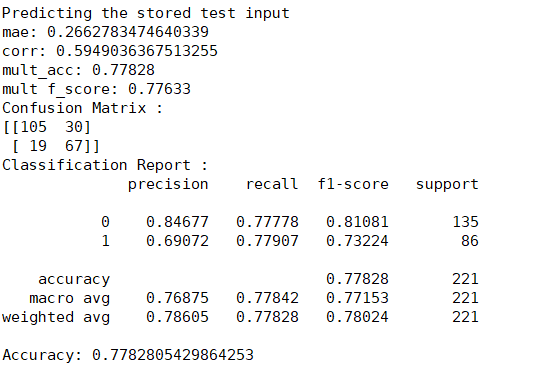 Predicting the stored test input
mae: 0.2662783474640339
corr: 0.5949036367513255
mult_acc: 0.77828
mult f_score: 0.77633
Confusion Matrix :
[[105  30]
 [ 19  67]]
Classification Report :
              precision    recall  f1-score   support

           0    0.84677   0.77778   0.81081       135
           1    0.69072   0.77907   0.73224        86

    accuracy                        0.77828       221
   macro avg    0.76875   0.77842   0.77153       221
weighted avg    0.78605   0.77828   0.78024       221

Accuracy: 0.7782805429864253